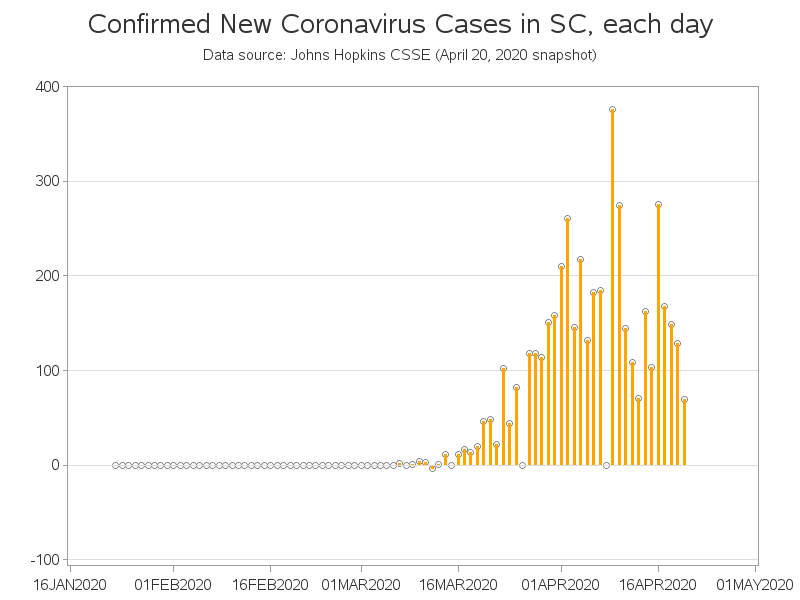 Confirmed New Coronavirus Cases in SC, each day
Data source: Johns Hopkins CSSE (April 20, 2020 snapshot)
400
300
200
100
0
-100
16JAN2020 01FEB2020 16FEB2020 01MAR2020 16MAR2020 01APR2020 16APR2020 01MAY2020